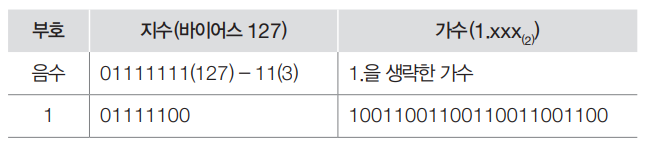 부호 지수(바이어스 127) 가수(1.xxx(2))
음수 01111111(127) – 11(3) 1.을 생략한 가수
1 01111100 10011001100110011001100